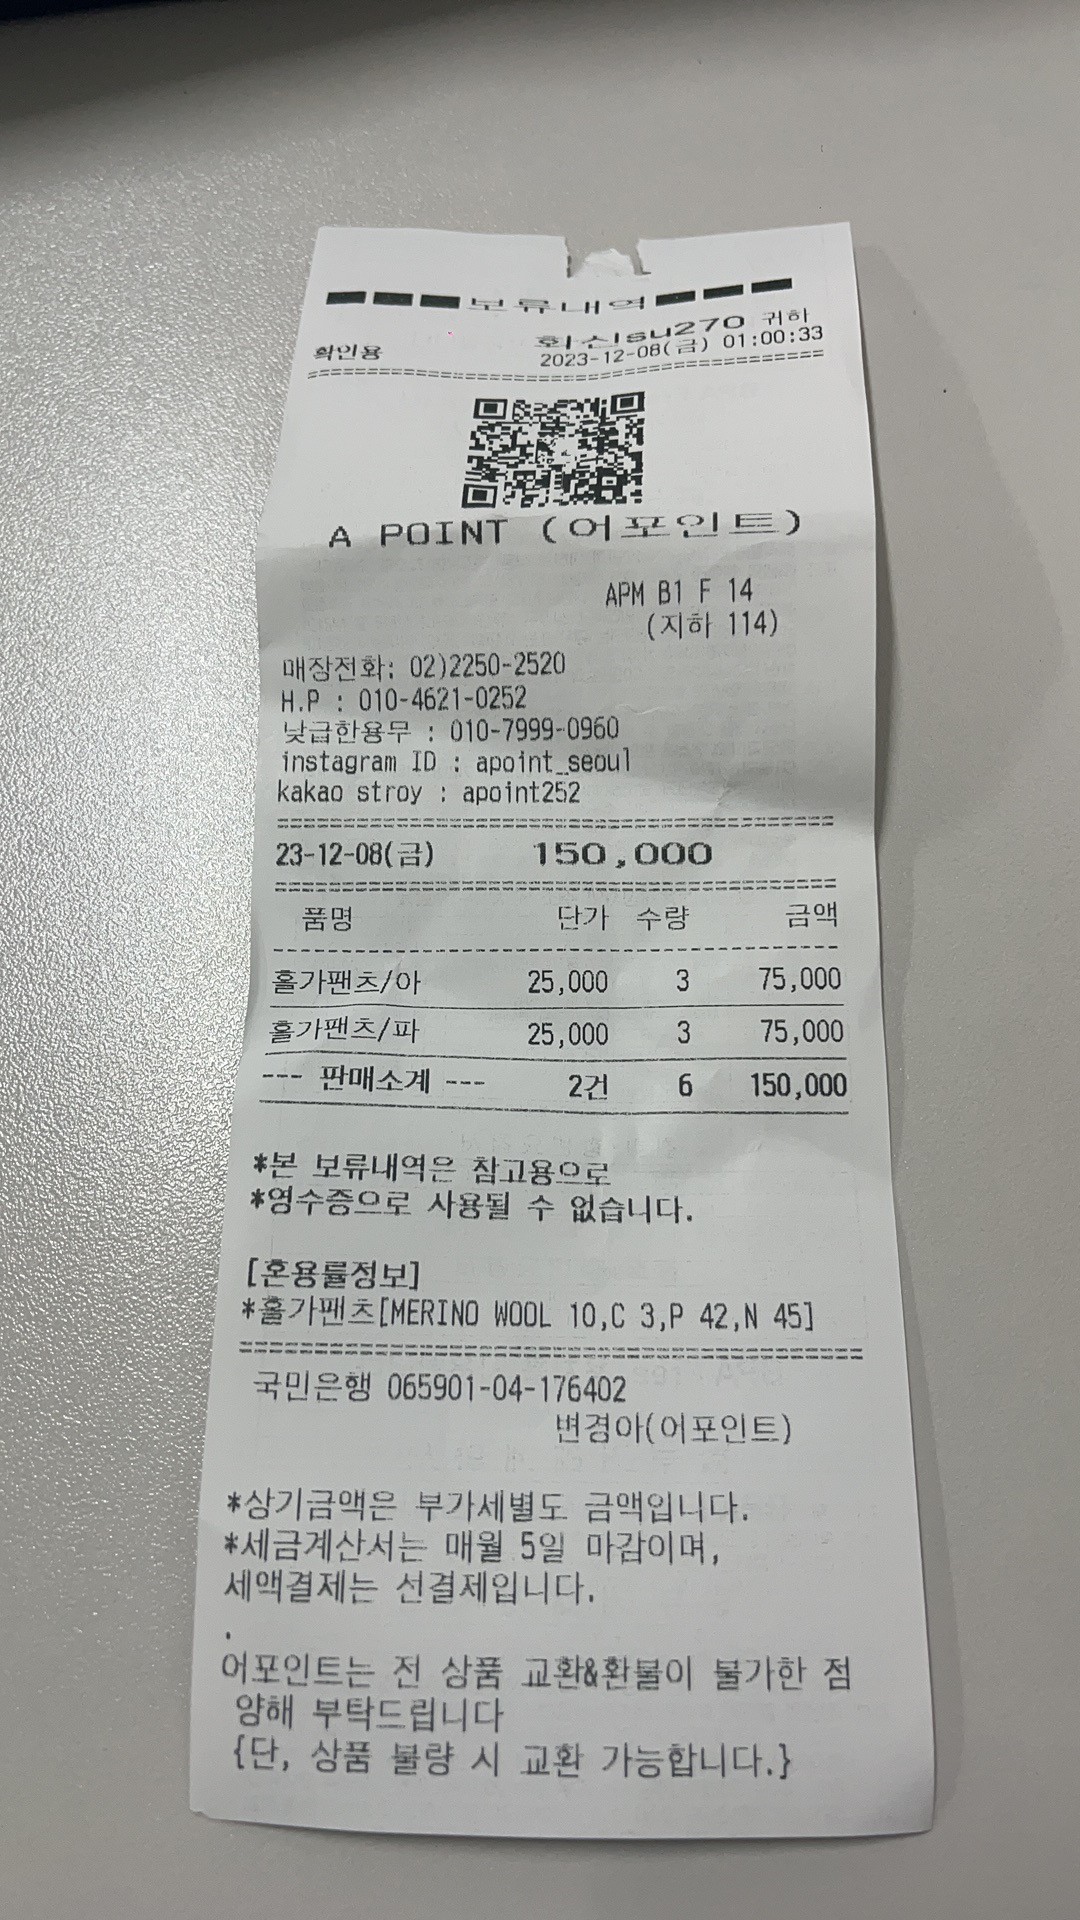 보류내역
확인용 화신su270 귀하
2023-12-08(금) 01:00:33
A POINT (어포인트)
APM B1 F 14
(지하 114)
매장전화: 02)2250-2520
H.P : 010-4621-0252
낮급한용무 : 010-7999-0960
instagram ID : apoint_seoul
kakao stroy : apoint252
23-12-08(금) 150,000
품명 단가 수량 금액
홀가팬츠/아 25,000 3 75,000
홀가팬츠/파 25,000 3 75,000
--- 판매소계 --- 2건 6 150,000
*본 보류내역은 참고용으로
*영수증으로 사용될 수 없습니다.
[혼용률정보]
*홀가팬츠[MERINO WOOL 10,C 3,P 42,N 45]
국민은행 065901-04-176402
변경아(어포인트)
*상기금액은 부가세별도 금액입니다.
*세금계산서는 매월 5일 마감이며,
세액결제는 선결제입니다.
.
어포인트는 전 상품 교환&환불이 불가한 점
양해 부탁드립니다
{단, 상품 불량 시 교환 가능합니다.}